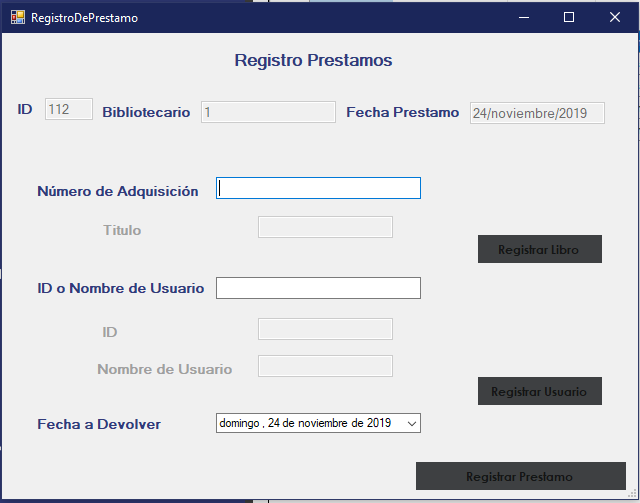 RegistroDePrestamo
Registro Prestamos
ID 112 Bibliotecario 1 Fecha Prestamo 24/noviembre/2019
Número de Adquisición
Titulo
Registrar Libro
ID o Nombre de Usuario
ID
Nombre de Usuario
Registrar Usuario
Fecha a Devolver domingo , 24 de noviembre de 2019
Registrar Prestamo